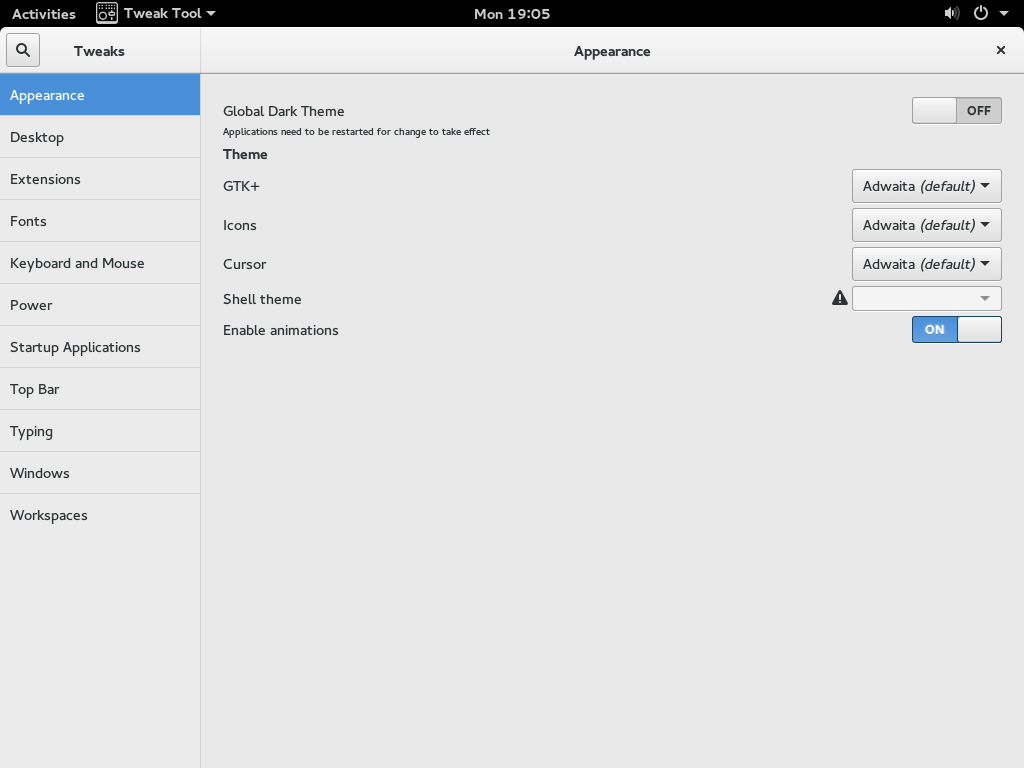 Activities Tweak Tool Mon 19:05
Tweaks Appearance
Appearance
Desktop
Extensions
Fonts
Keyboard and Mouse
Power
Startup Applications
Top Bar
Typing
Windows
Workspaces
Global Dark Theme OFF
Applications need to be restarted for change to take effect
Theme
GTK+ Adwaita (default)
Icons Adwaita (default)
Cursor Adwaita (default)
Shell theme
Enable animations ON